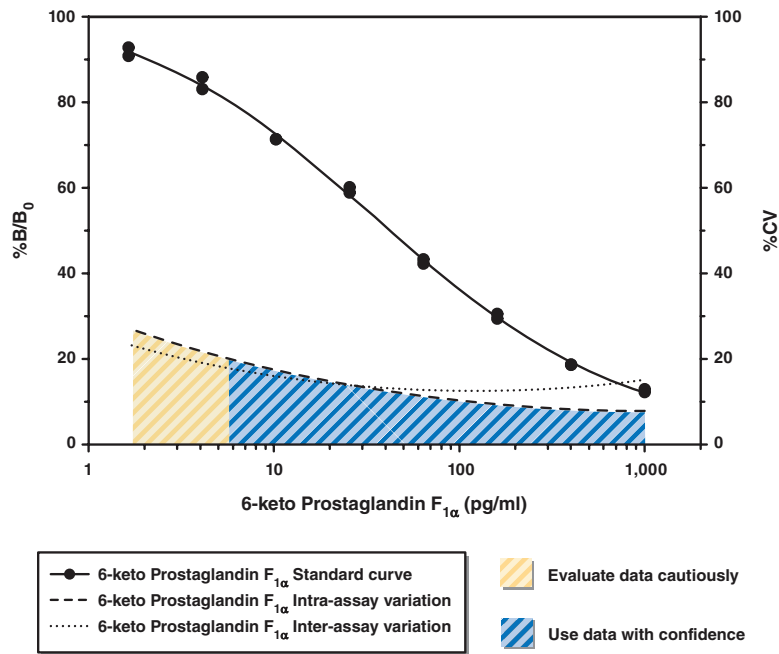 100
80
60
40
20
0
%B/B₀
100
80
60
40
20
0
%CV
1
10
100
1,000
6-keto Prostaglandin F₁α (pg/ml)
6-keto Prostaglandin F₁α Standard curve
6-keto Prostaglandin F₁α Intra-assay variation
6-keto Prostaglandin F₁α Inter-assay variation
Evaluate data cautiously
Use data with confidence